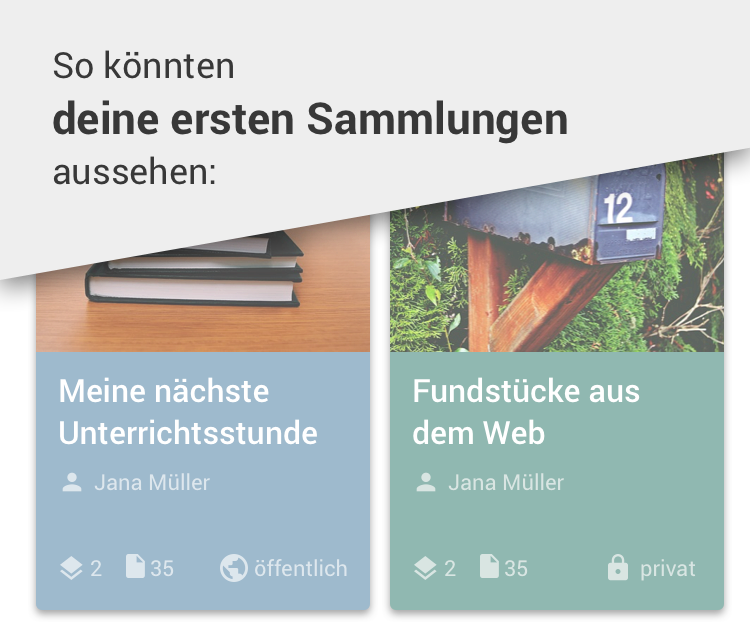 So könnten
deine ersten Sammlungen
aussehen:
12
Meine nächste
Unterrichtsstunde
Jana Müller
2 35 öffentlich
Fundstücke aus
dem Web
Jana Müller
2 35 privat